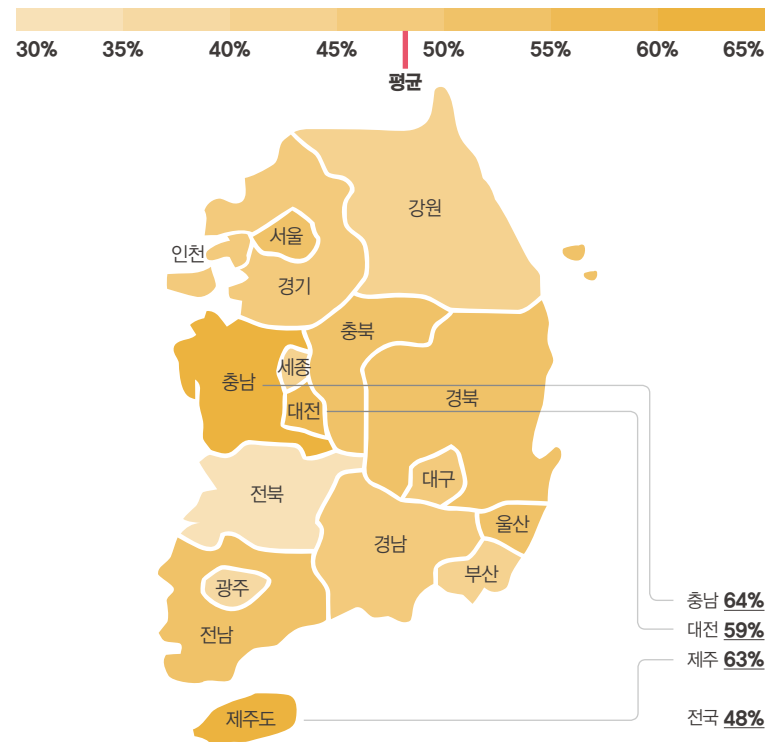 30% 35% 40% 45% 50% 55% 60% 65%
평균
강원
서울
인천
경기
충북
세종
충남
경북
대전
대구
전북
울산
경남
부산
광주
충남 64%
대전 59%
전남
제주 63%
제주도
전국 48%